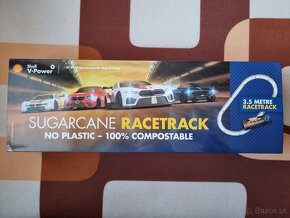 Shell
V-Power
SUGARCANE RACETRACK
NO PLASTIC – 100% COMPOSTABLE
3.5 METRE
RACETRACK
© Bazos.sk